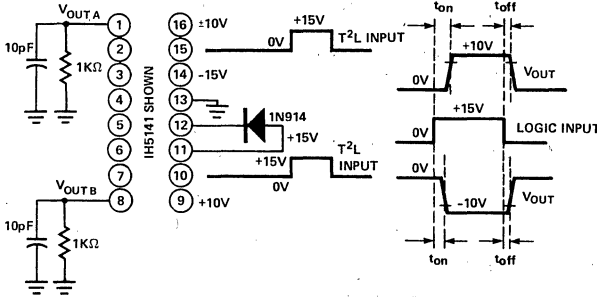 VOUT A
10pF
1KΩ
VOUT B
10pF
1KΩ
1
2
3
4
5
6
7
8
IH5141 SHOWN
16 ±10V
15
14 -15V
13
12
11
10
9 +10V
0V
+15V
T²L INPUT
1N914
+15V
+15V
0V
T²L
INPUT
ton
toff
+10V
0V
VOUT
+15V
0V
LOGIC INPUT
0V
-10V
VOUT
ton
toff